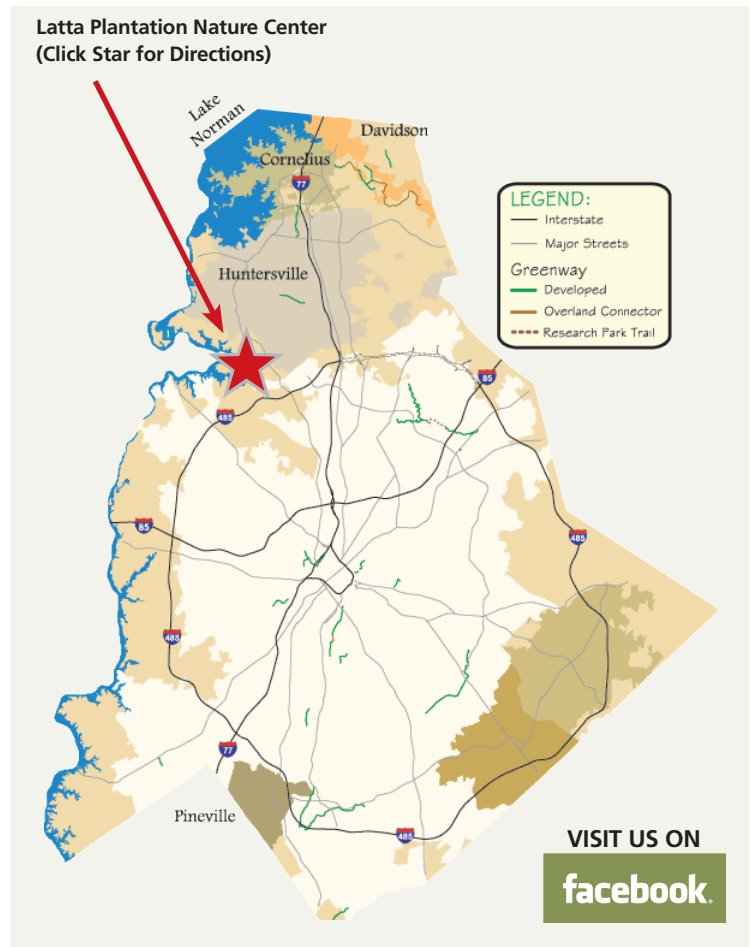 Latta Plantation Nature Center
(Click Star for Directions)
Lake
Norman
Davidson
Cornelius
77
LEGEND:
Interstate
Major Streets
Greenway
Developed
Overland Connector
Research Park Trail
Huntersville
85
485
85
485
485
77
Pineville
485
VISIT US ON
facebook.